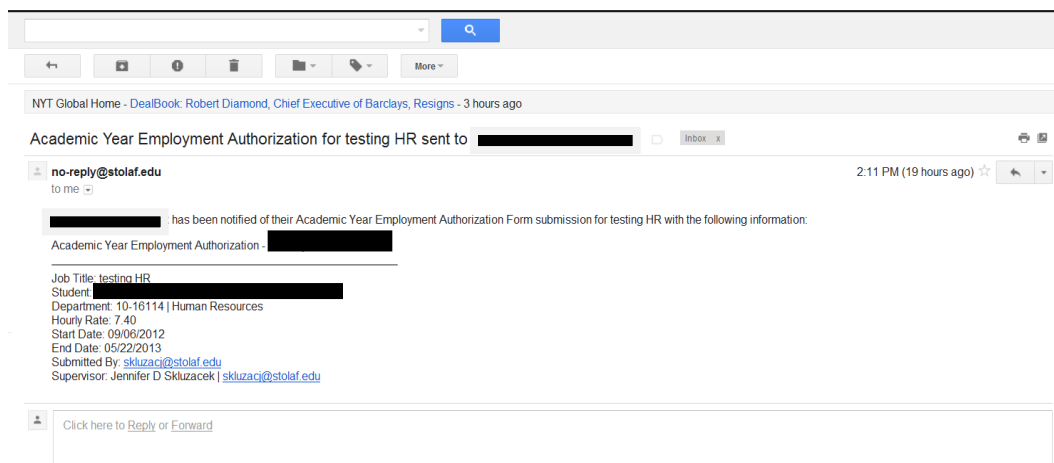 More
NYT Global Home - DealBook: Robert Diamond, Chief Executive of Barclays, Resigns - 3 hours ago
Academic Year Employment Authorization for testing HR sent to Inbox x
no-reply@stolaf.edu 2:11 PM (19 hours ago)
to me
has been notified of their Academic Year Employment Authorization Form submission for testing HR with the following information:
Academic Year Employment Authorization -
Job Title: testing HR
Student:
Department: 10-16114 | Human Resources
Hourly Rate: 7.40
Start Date: 09/06/2012
End Date: 05/22/2013
Submitted By: skluzacj@stolaf.edu
Supervisor: Jennifer D Skluzacek | skluzacj@stolaf.edu
Click here to Reply or Forward